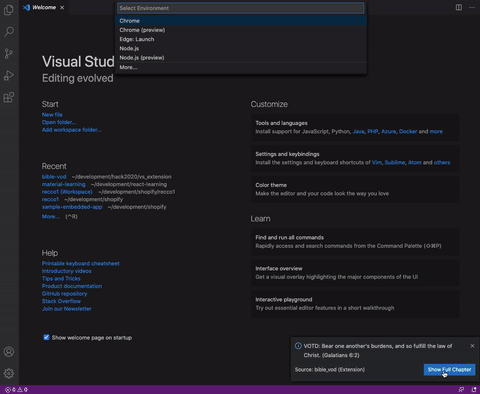 Welcome
Select Environment
Chrome
Chrome (preview)
Edge: Launch
Node.js
Node.js (preview)
More...
Visual Stud
Editing evolved
Start
New file
Open folder...
Add workspace folder...
Recent
bible-vod ~/development/hack2020/vs_extension
material-learning ~/development/react-learning
recco1 (Workspace) ~/development/shopify/recco1
recco1 ~/development/shopify
sample-embedded-app ~/development/shopify
More... (^R)
Help
Printable keyboard cheatsheet
Introductory videos
Tips and Tricks
Product documentation
GitHub repository
Stack Overflow
Join our Newsletter
Show welcome page on startup
Customize
Tools and languages
Install support for JavaScript, Python, Java, PHP, Azure, Docker and more
Settings and keybindings
Install the settings and keyboard shortcuts of Vim, Sublime, Atom and others
Color theme
Make the editor and your code look the way you love
Learn
Find and run all commands
Rapidly access and search commands from the Command Palette (⇧⌘P)
Interface overview
Get a visual overlay highlighting the major components of the UI
Interactive playground
Try out essential editor features in a short walkthrough
VOTD: Bear one another's burdens, and so fulfill the law of
Christ. (Galatians 6:2)
Source: bible_vod (Extension)
Show Full Chapter
0 0